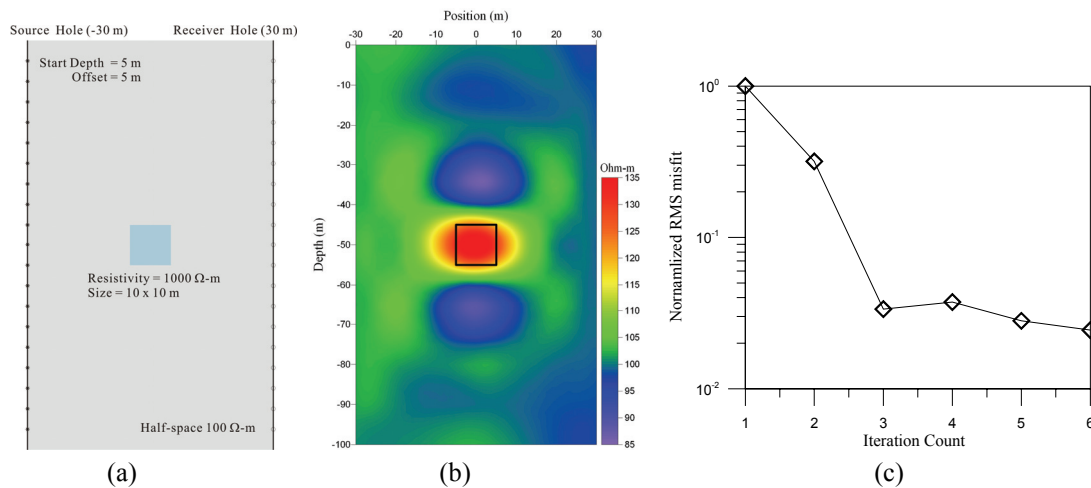 Source Hole (-30 m)
Receiver Hole (30 m)
Start Depth = 5 m
Offset = 5 m
Resistivity = 1000 Ω-m
Size = 10 x 10 m
Half-space 100 Ω-m
(a)
Position (m)
-30 -20 -10 0 10 20 30
Depth (m)
0
-10
-20
-30
-40
-50
-60
-70
-80
-90
-100
Ohm-m
135
130
125
120
115
110
105
100
95
90
85
(b)
Nornamlized RMS misfit
10⁰
10⁻¹
10⁻²
1 2 3 4 5 6
Iteration Count
(c)